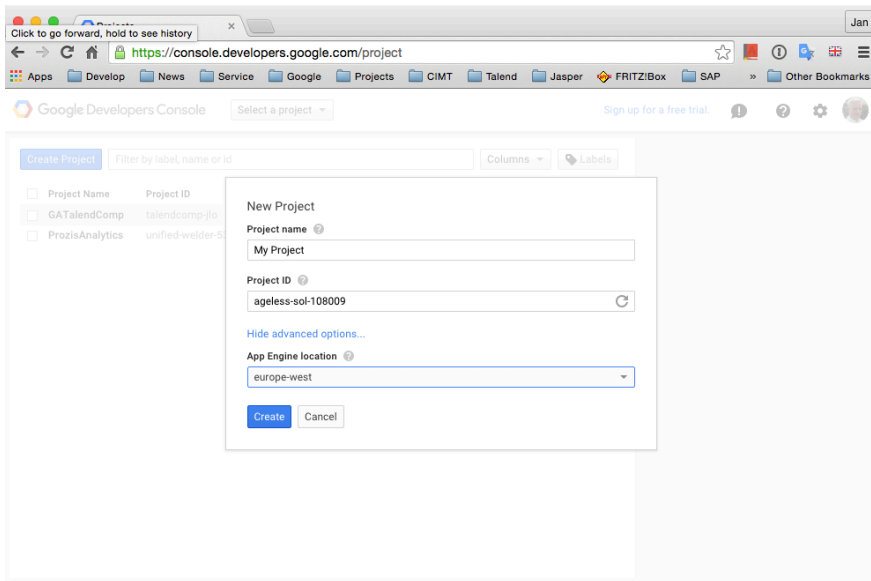 Projects
Jan
Click to go forward, hold to see history
https://console.developers.google.com/project
Apps Develop News Service Google Projects CIMT Talend Jasper FRITZ!Box SAP » Other Bookmarks
Google Developers Console Select a project Sign up for a free trial.
Create Project Filter by label, name or id Columns Labels
Project Name Project ID
GATalendComp talendcomp-jlo
ProzisAnalytics unified-welder-5
New Project
Project name
My Project
Project ID
ageless-sol-108009
Hide advanced options...
App Engine location
europe-west
Create Cancel